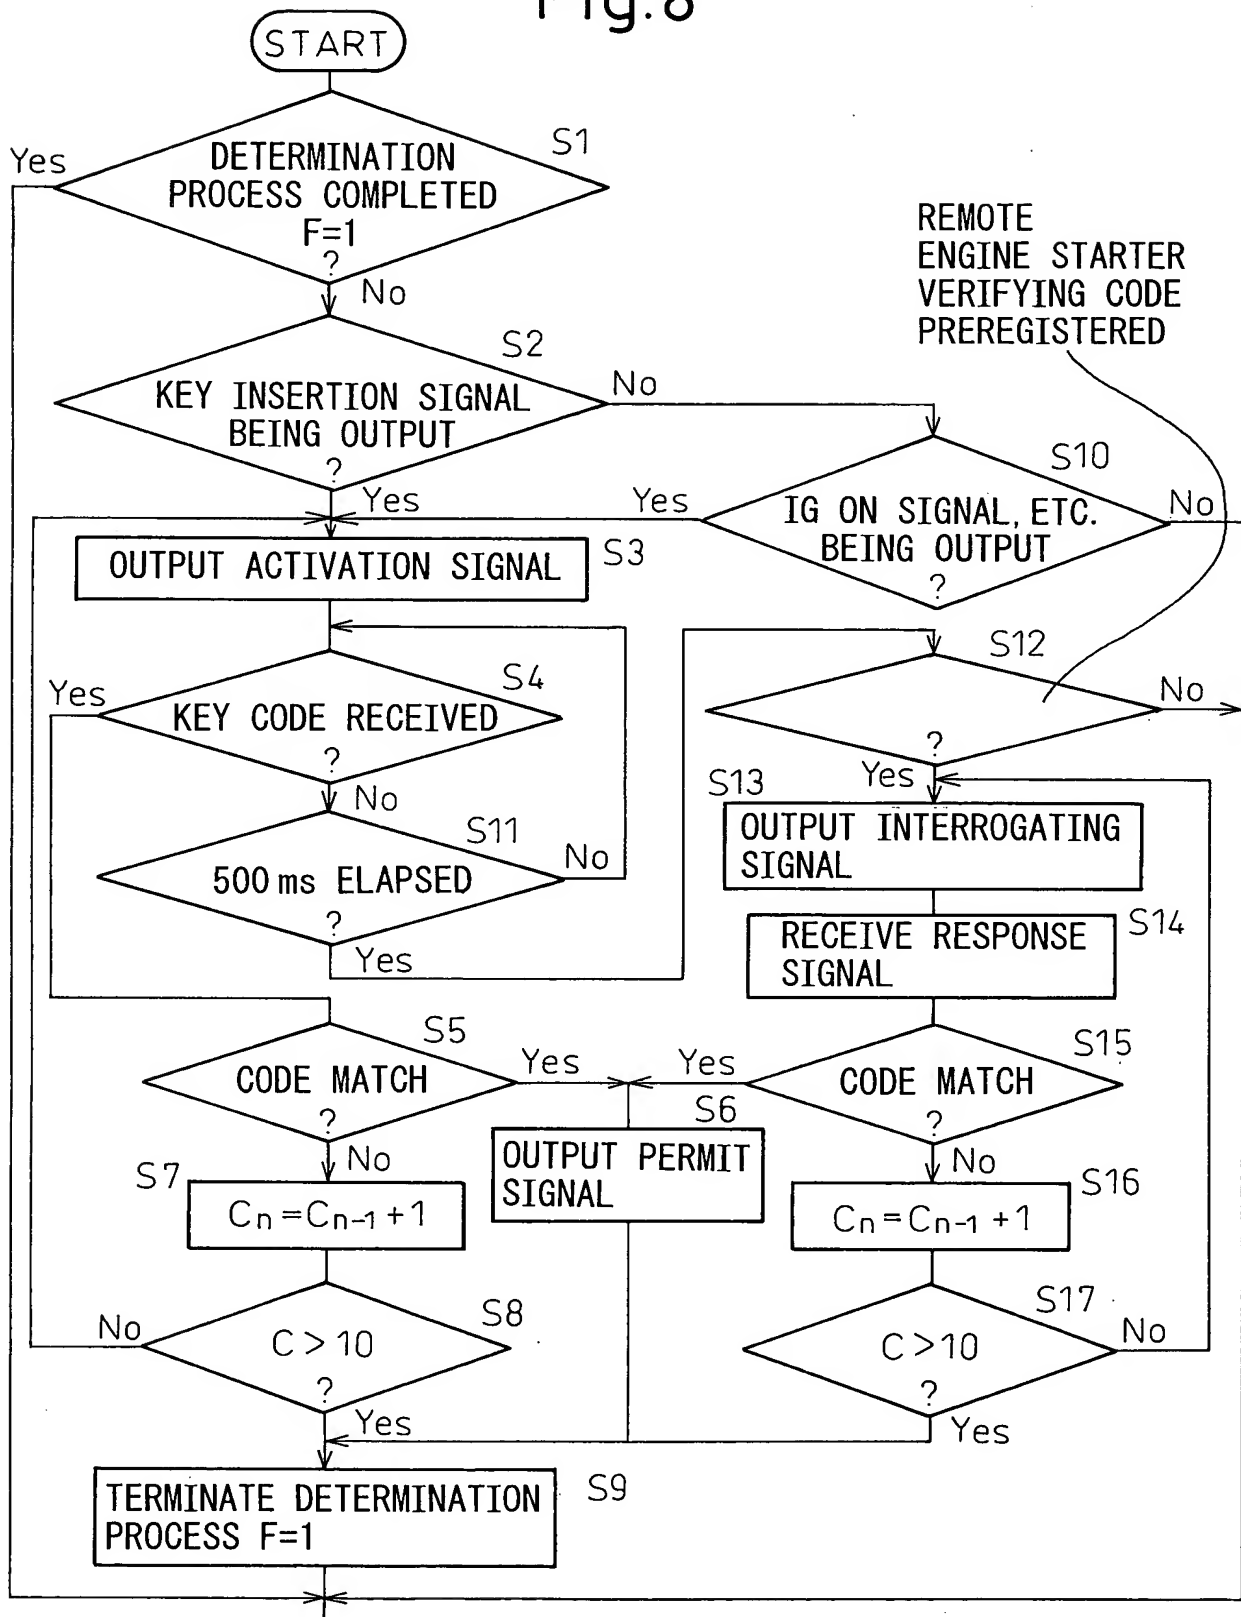 Fig.8
START
S1
Yes
DETERMINATION
PROCESS COMPLETED
F=1
?
No
REMOTE
ENGINE STARTER
VERIFYING CODE
PREREGISTERED
S2
KEY INSERTION SIGNAL
BEING OUTPUT
?
No
Yes
S10
IG ON SIGNAL, ETC.
BEING OUTPUT
?
Yes
No
OUTPUT ACTIVATION SIGNAL
S3
S12
?
No
Yes
S4
Yes
KEY CODE RECEIVED
?
No
S11
500 ms ELAPSED
?
No
Yes
S13
OUTPUT INTERROGATING
SIGNAL
RECEIVE RESPONSE
SIGNAL
S14
S5
CODE MATCH
?
Yes
No
S15
CODE MATCH
?
Yes
No
S6
OUTPUT PERMIT
SIGNAL
S7
Cn=Cn-1+1
S16
Cn=Cn-1+1
S8
C>10
?
No
Yes
S17
C>10
?
No
Yes
TERMINATE DETERMINATION
PROCESS F=1
S9